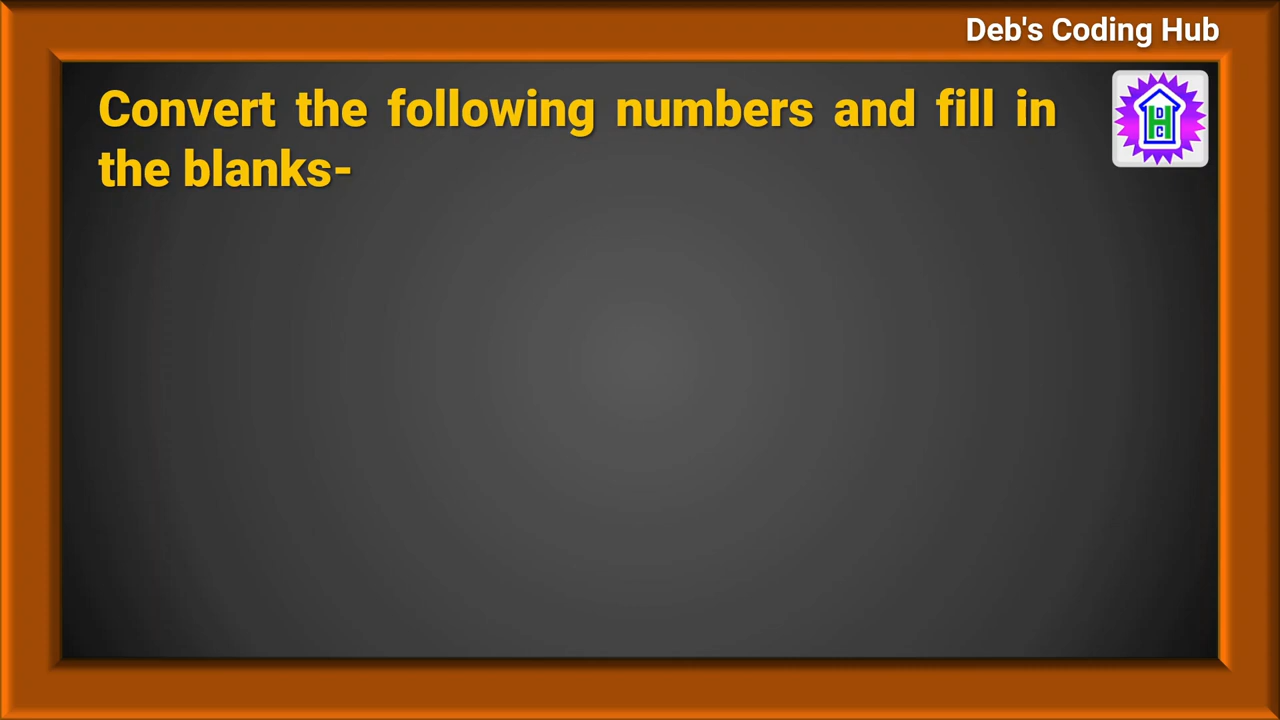 Deb's Coding Hub
Convert the following numbers and fill in
the blanks-
D
H
C